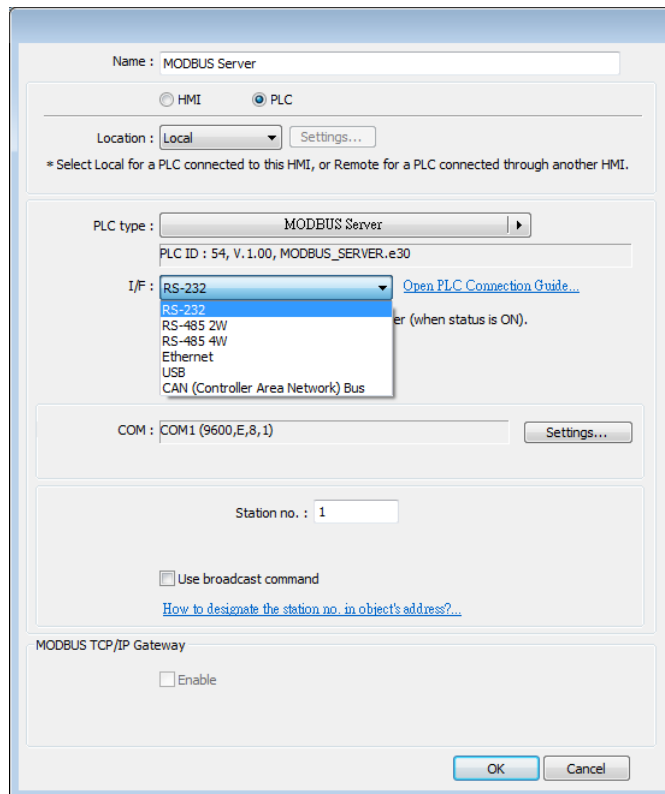 Name : MODBUS Server
HMI PLC
Location : Local Settings...
* Select Local for a PLC connected to this HMI, or Remote for a PLC connected through another HMI.
PLC type : MODBUS Server
PLC ID : 54, V.1.00, MODBUS_SERVER.e30
I/F : RS-232 Open PLC Connection Guide...
RS-232
er (when status is ON).
RS-485 2W
RS-485 4W
Ethernet
USB
CAN (Controller Area Network) Bus
COM : COM1 (9600,E,8,1) Settings...
Station no. : 1
Use broadcast command
How to designate the station no. in object's address?...
MODBUS TCP/IP Gateway
Enable
OK Cancel